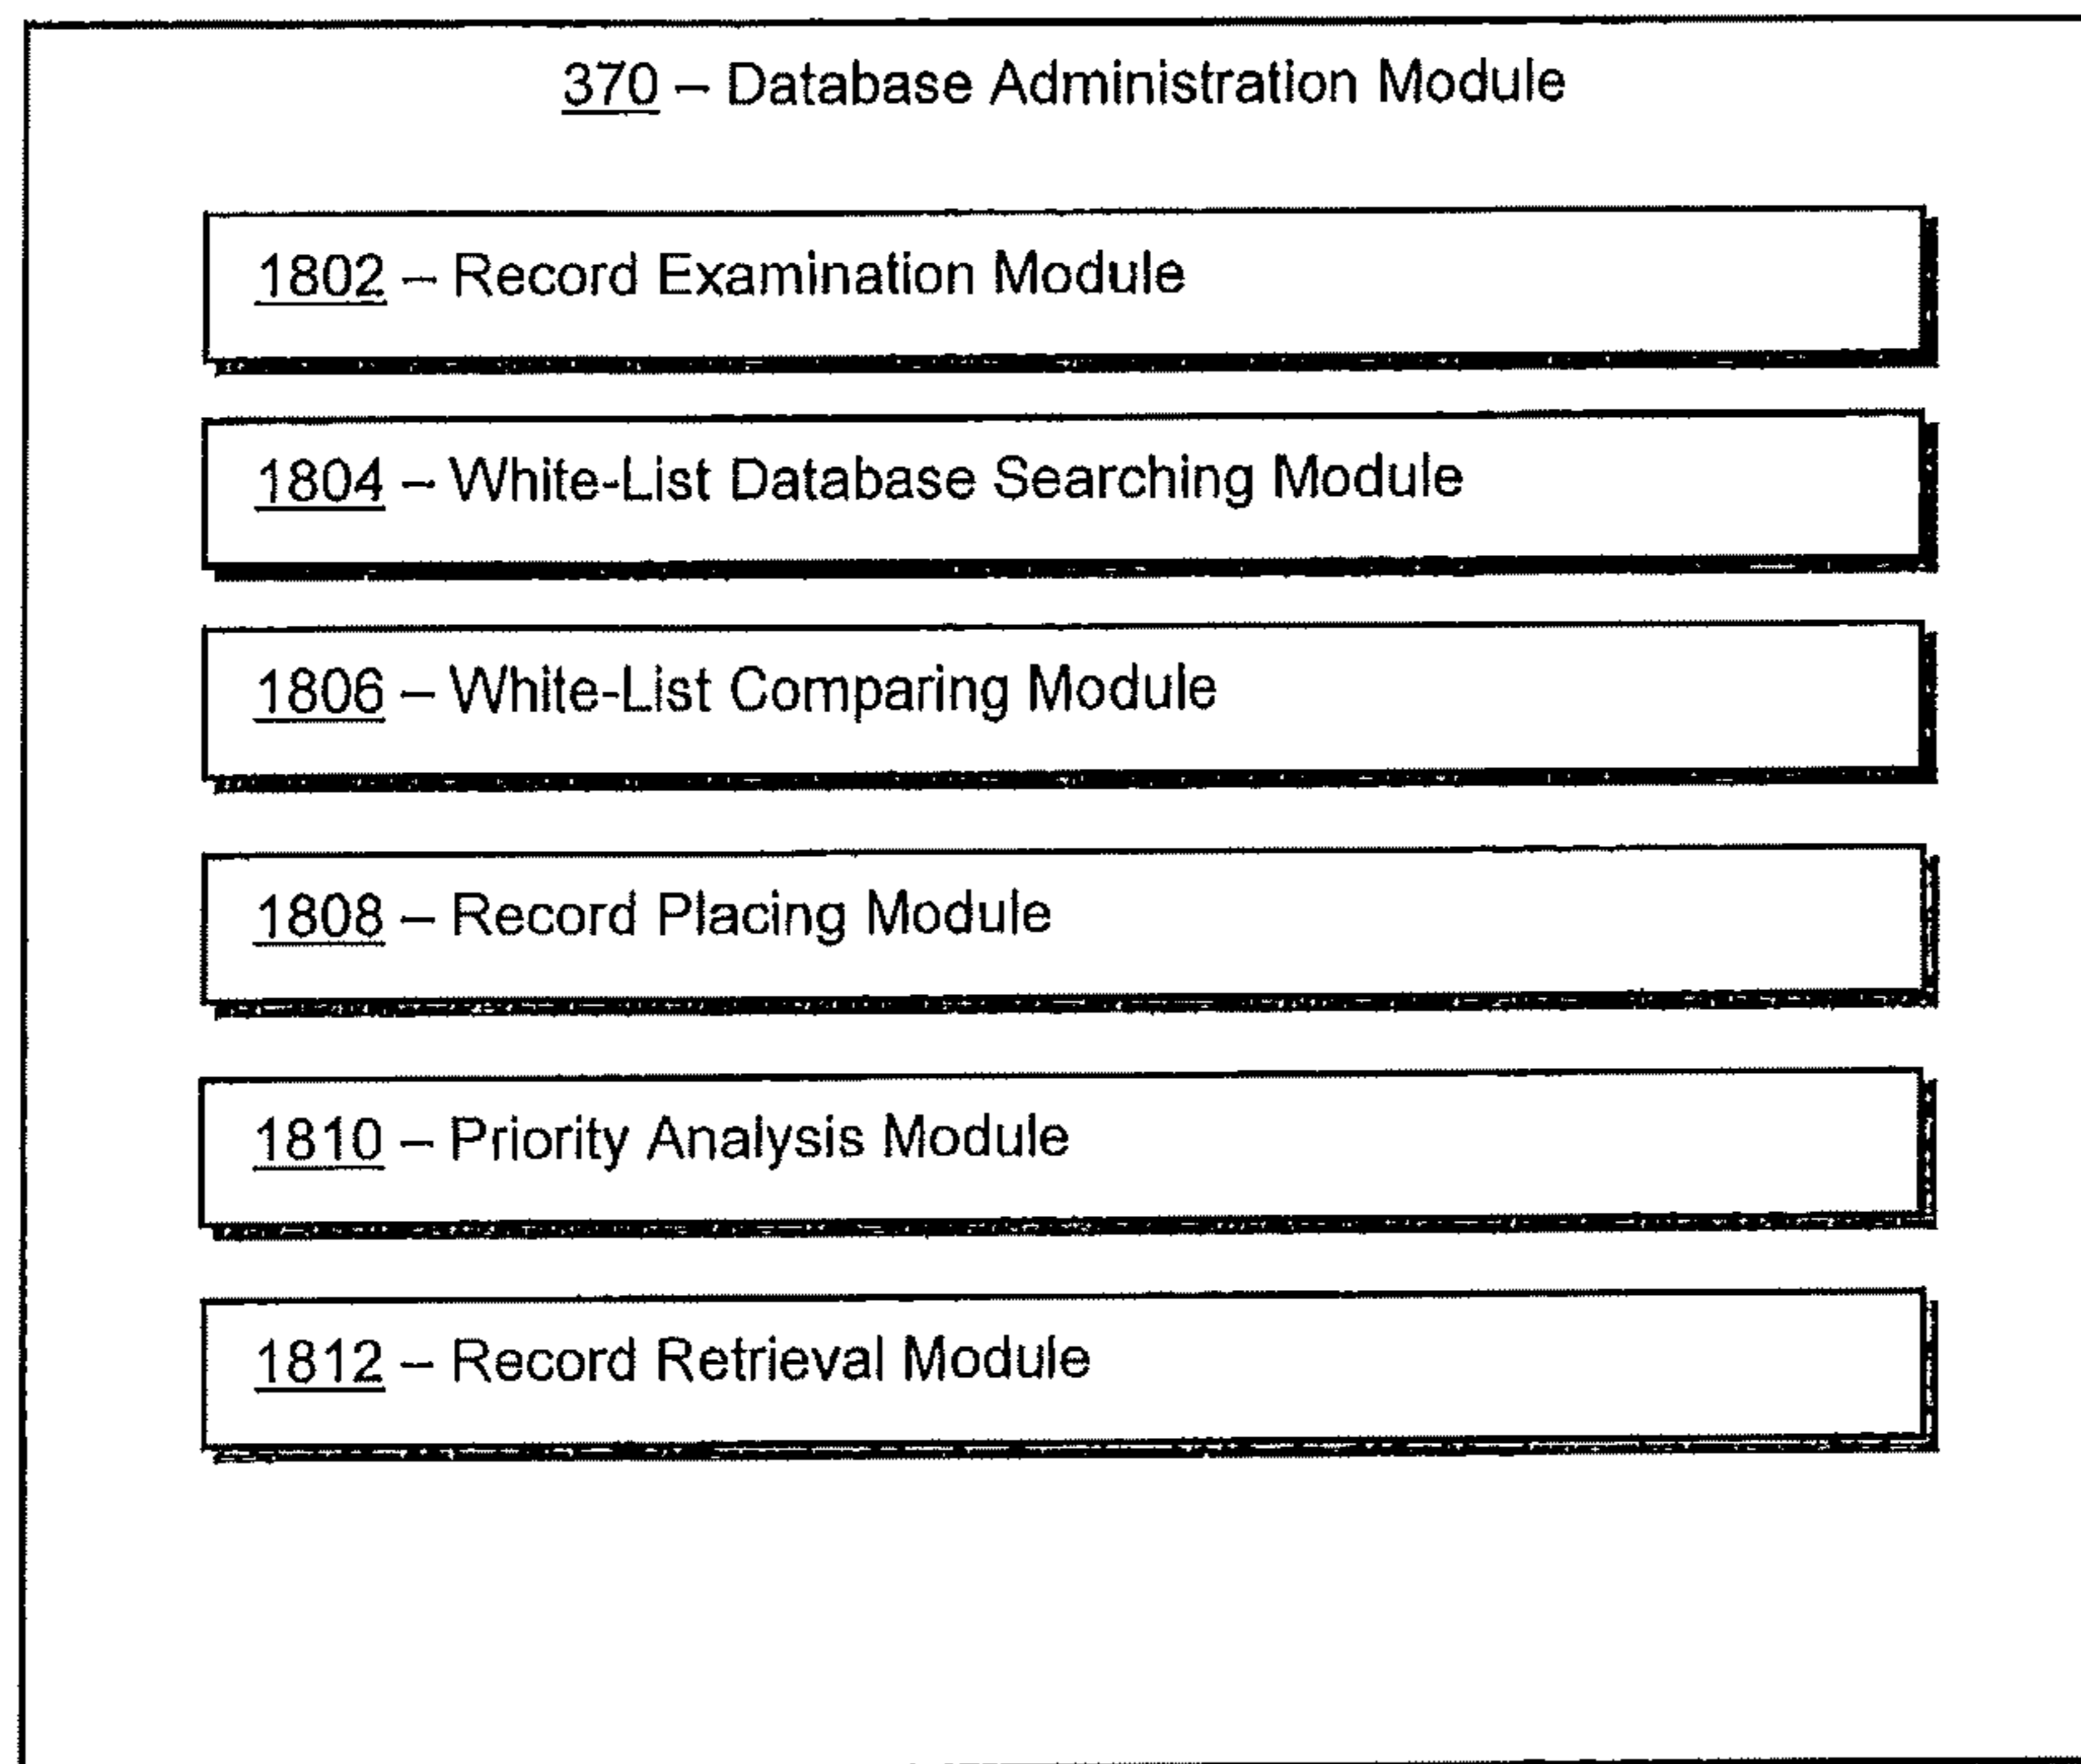 370 – Database Administration Module
1802 – Record Examination Module
1804 – White-List Database Searching Module
1806 – White-List Comparing Module
1808 – Record Placing Module
1810 – Priority Analysis Module
1812 – Record Retrieval Module